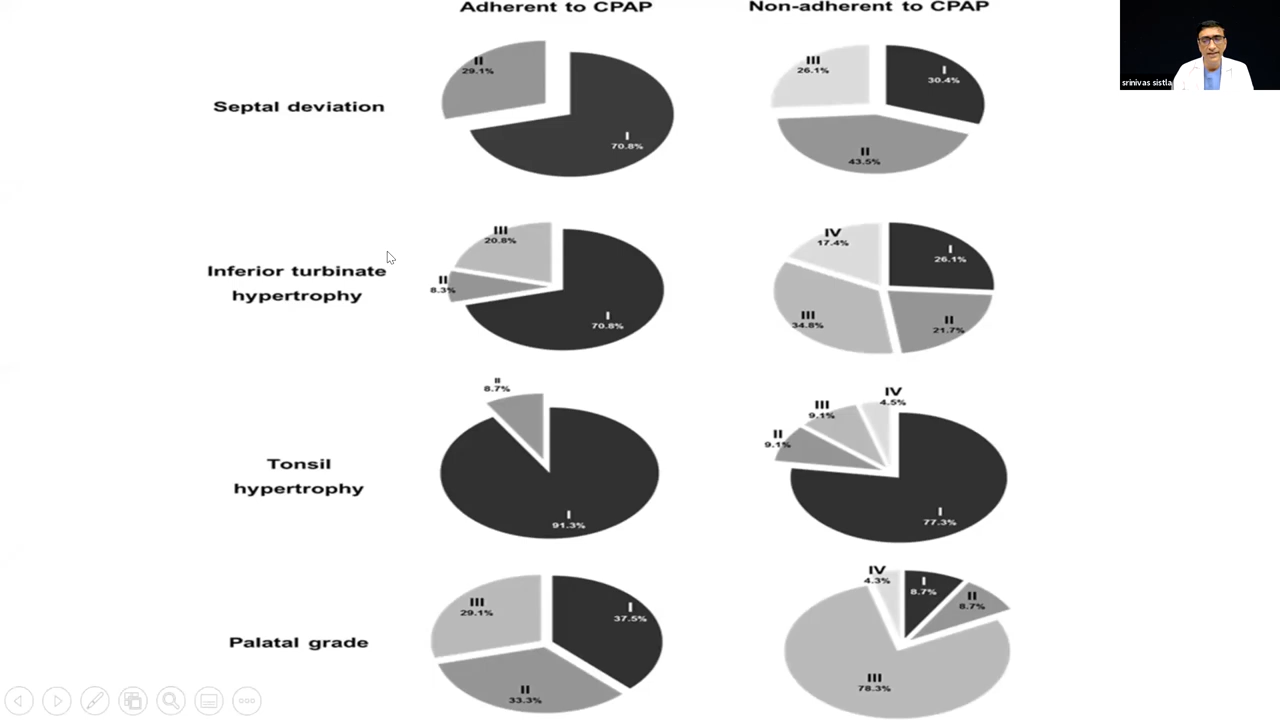 Adherent to CPAP
Non-adherent to CPAP
srinivas sistla
Septal deviation
II
29.1%
I
70.8%
III
26.1%
I
30.4%
II
43.5%
Inferior turbinate
hypertrophy
III
20.8%
II
8.3%
I
70.8%
IV
17.4%
I
26.1%
III
34.8%
II
21.7%
Tonsil
hypertrophy
II
8.7%
I
91.3%
IV
4.5%
III
9.1%
II
9.1%
I
77.3%
Palatal grade
III
29.1%
I
37.5%
II
33.3%
IV
4.3%
I
8.7%
II
8.7%
III
78.3%